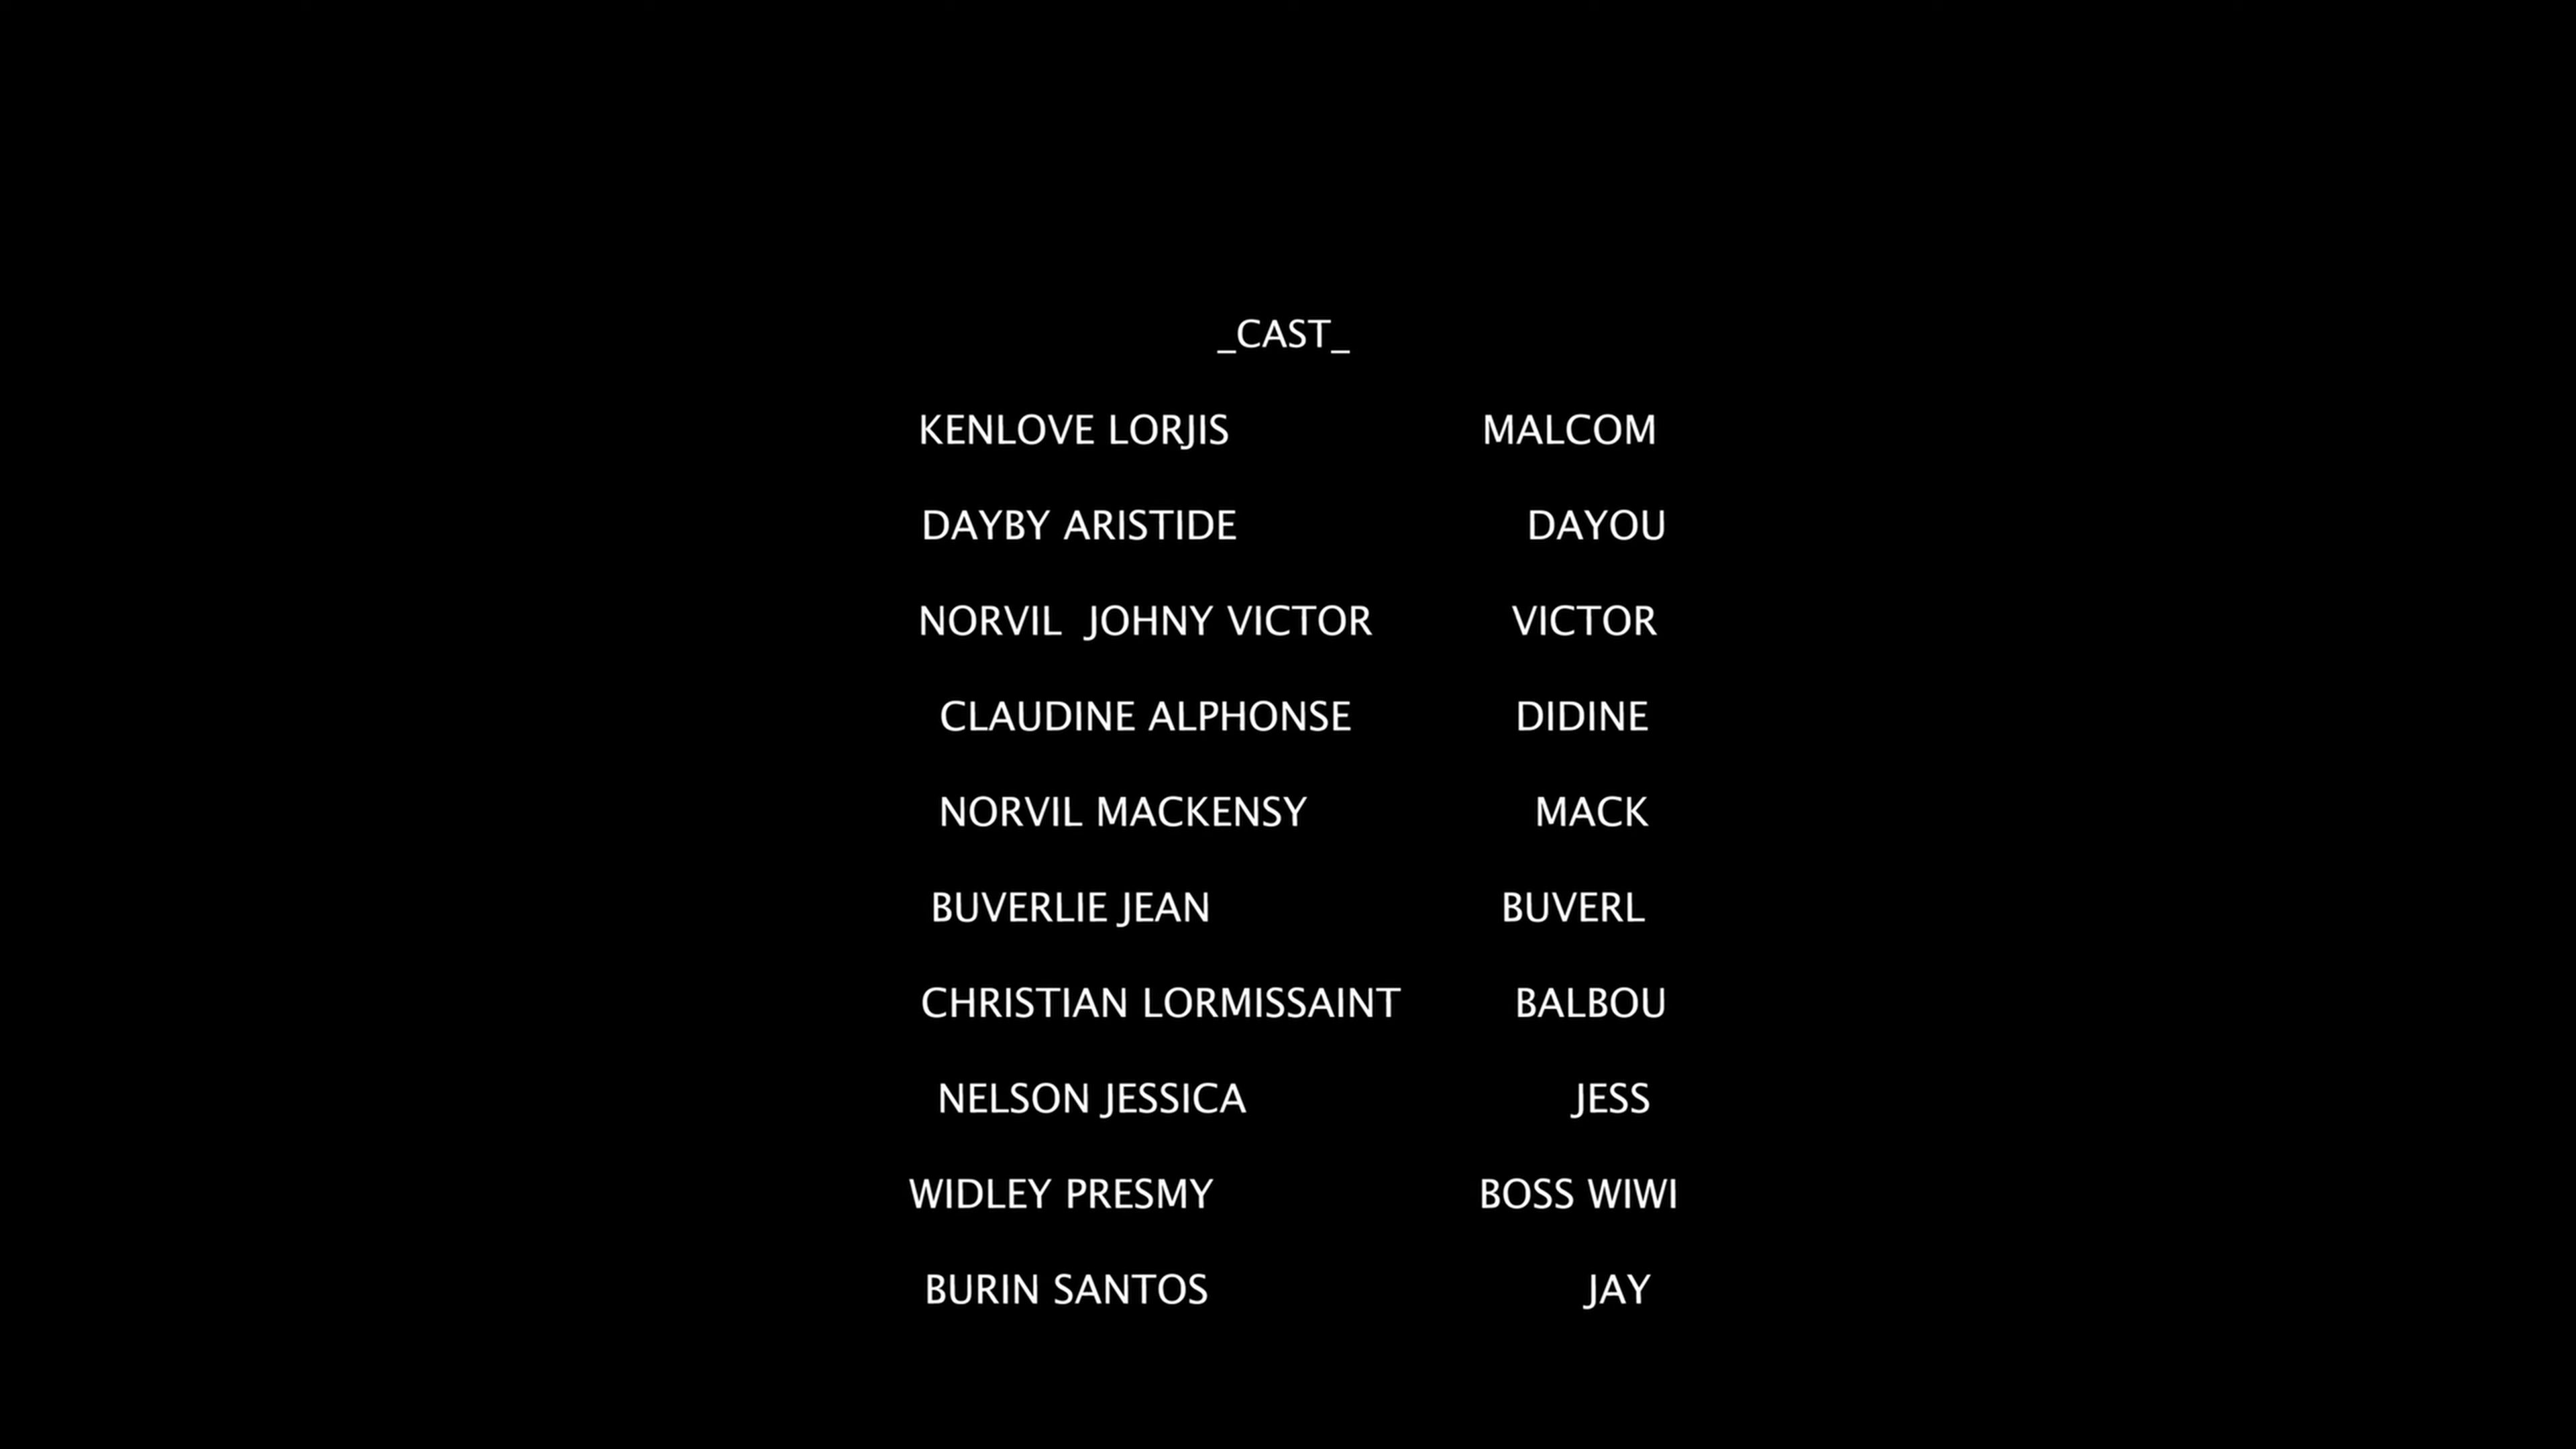 _CAST_
KENLOVE LORJIS MALCOM
DAYBY ARISTIDE DAYOU
NORVIL  JOHNY VICTOR VICTOR
CLAUDINE ALPHONSE DIDINE
NORVIL MACKENSY MACK
BUVERLIE JEAN BUVERL
CHRISTIAN LORMISSAINT BALBOU
NELSON JESSICA JESS
WIDLEY PRESMY BOSS WIWI
BURIN SANTOS JAY